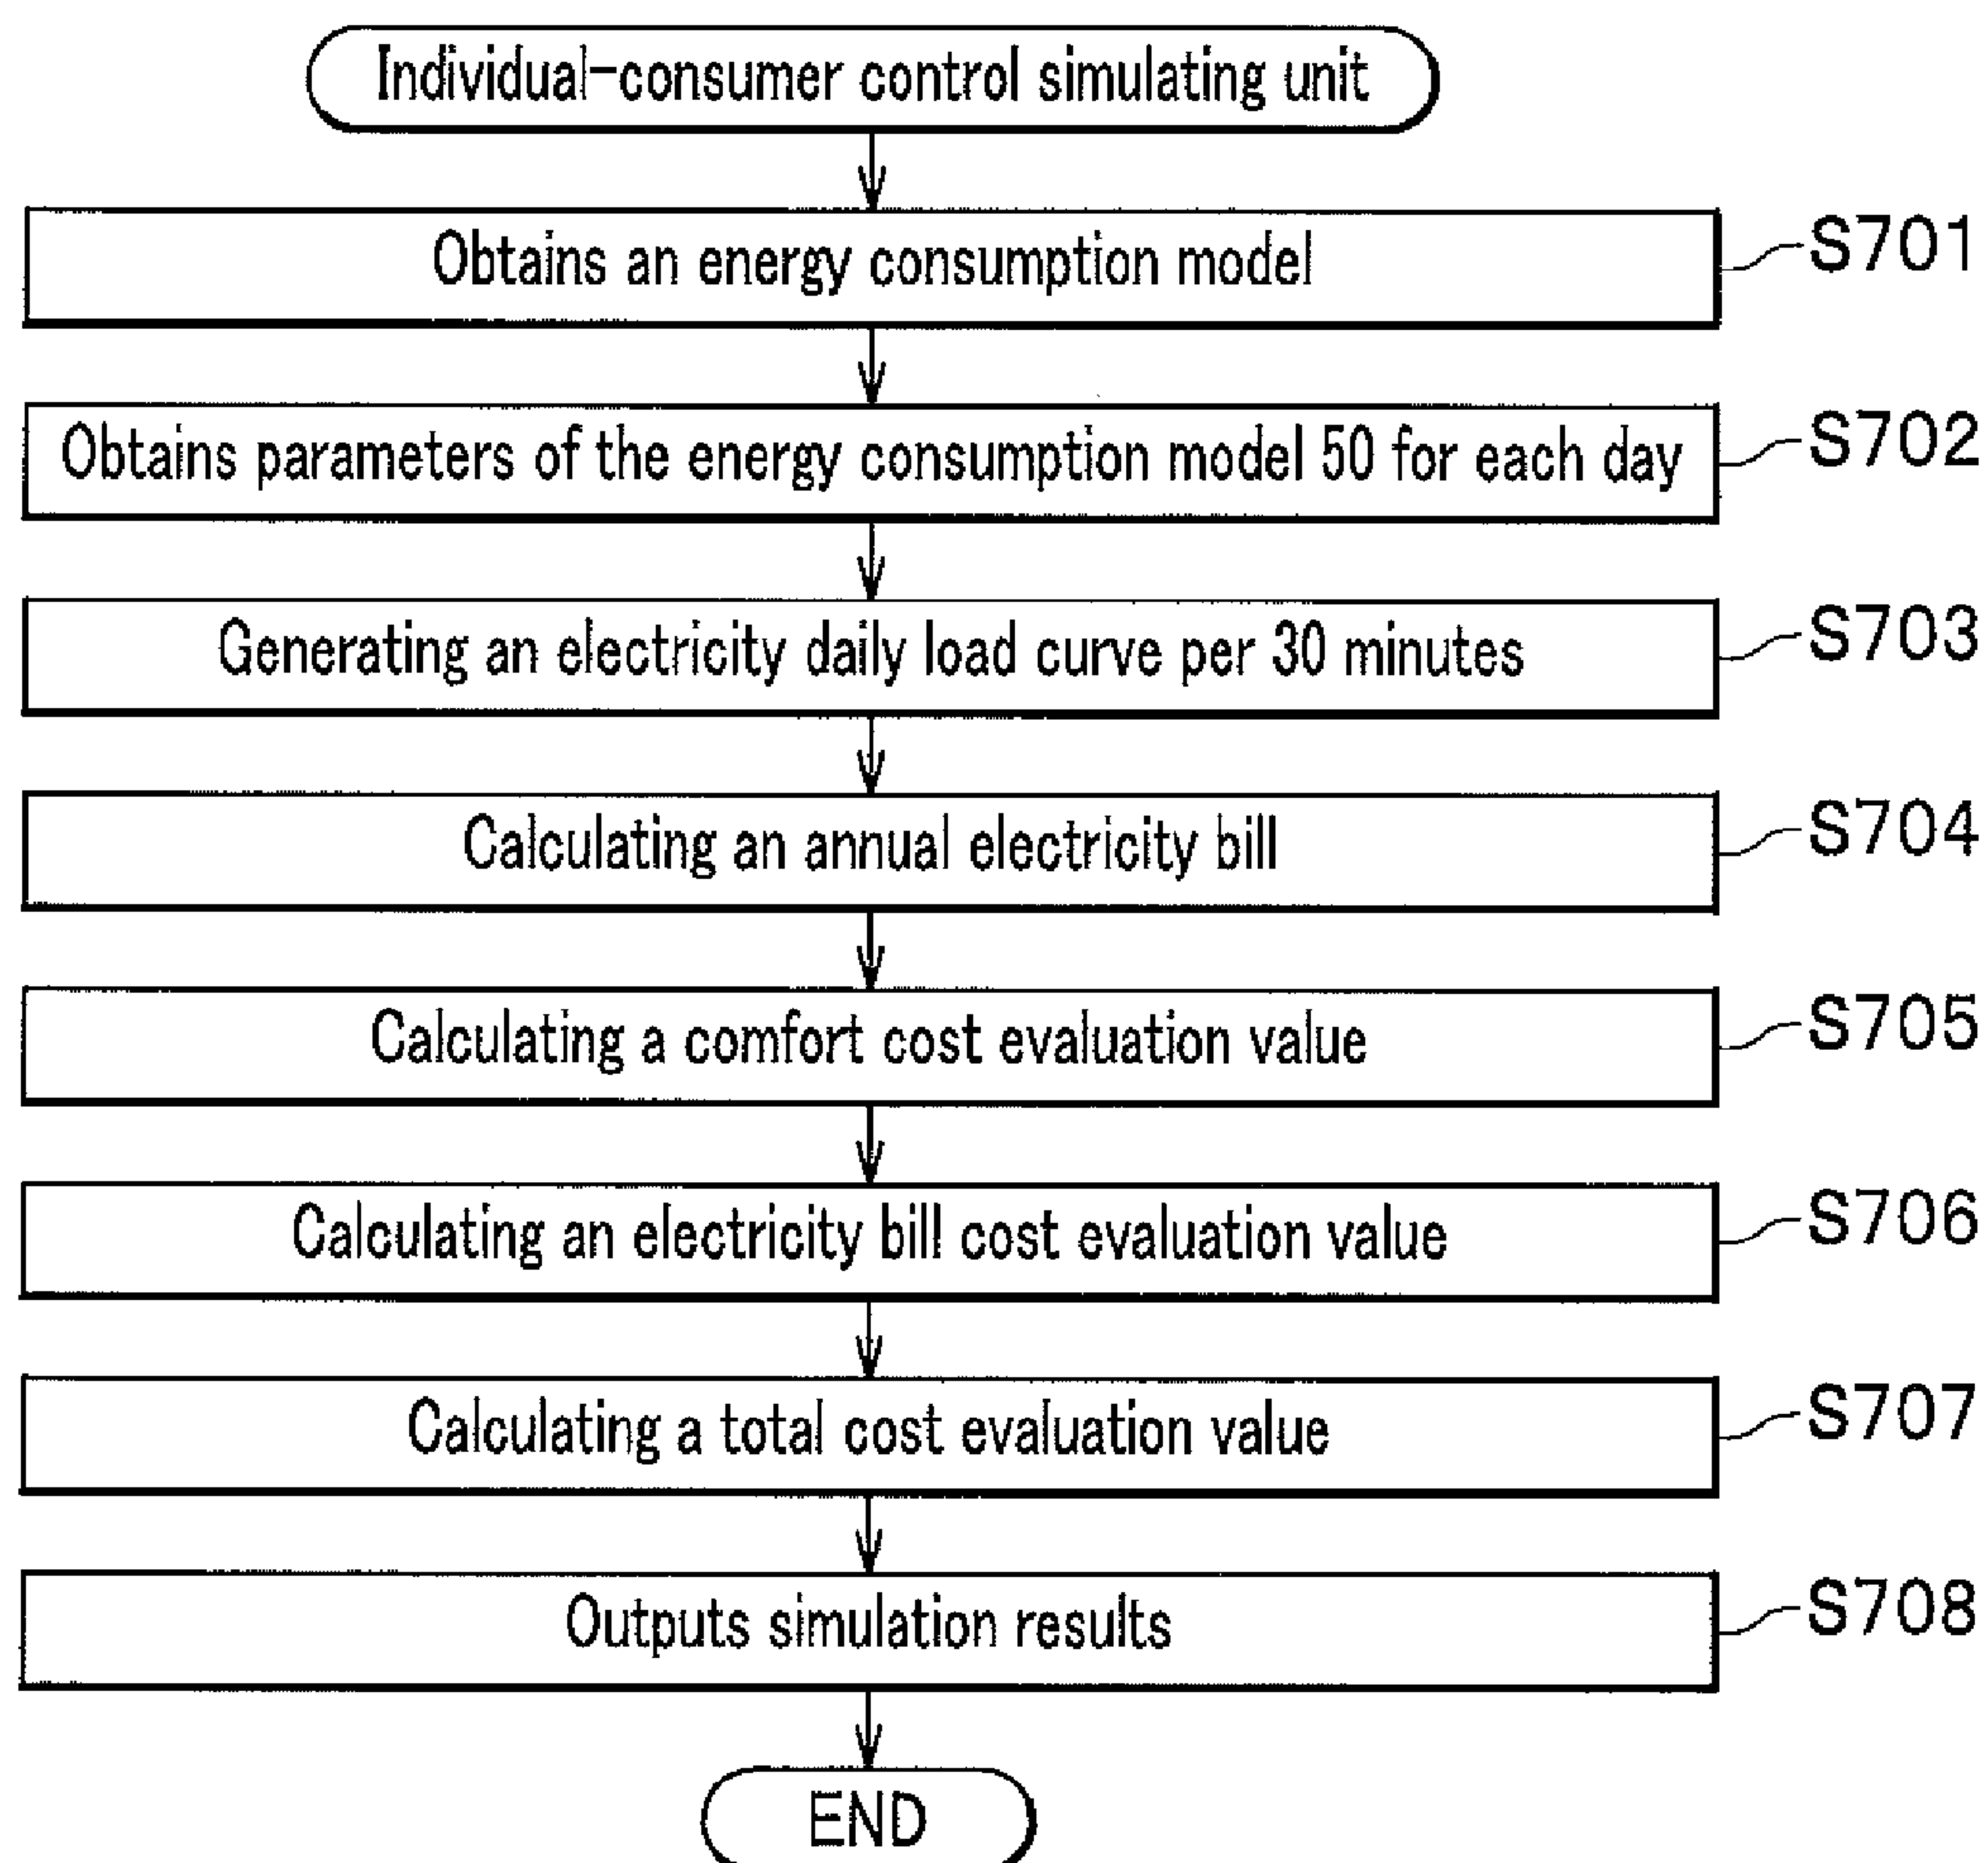 Individual-consumer control simulating unit
Obtains an energy consumption model
S701
Obtains parameters of the energy consumption model 50 for each day
S702
Generating an electricity daily load curve per 30 minutes
S703
Calculating an annual electricity bill
S704
Calculating a comfort cost evaluation value
S705
Calculating an electricity bill cost evaluation value
S706
Calculating a total cost evaluation value
S707
Outputs simulation results
S708
END